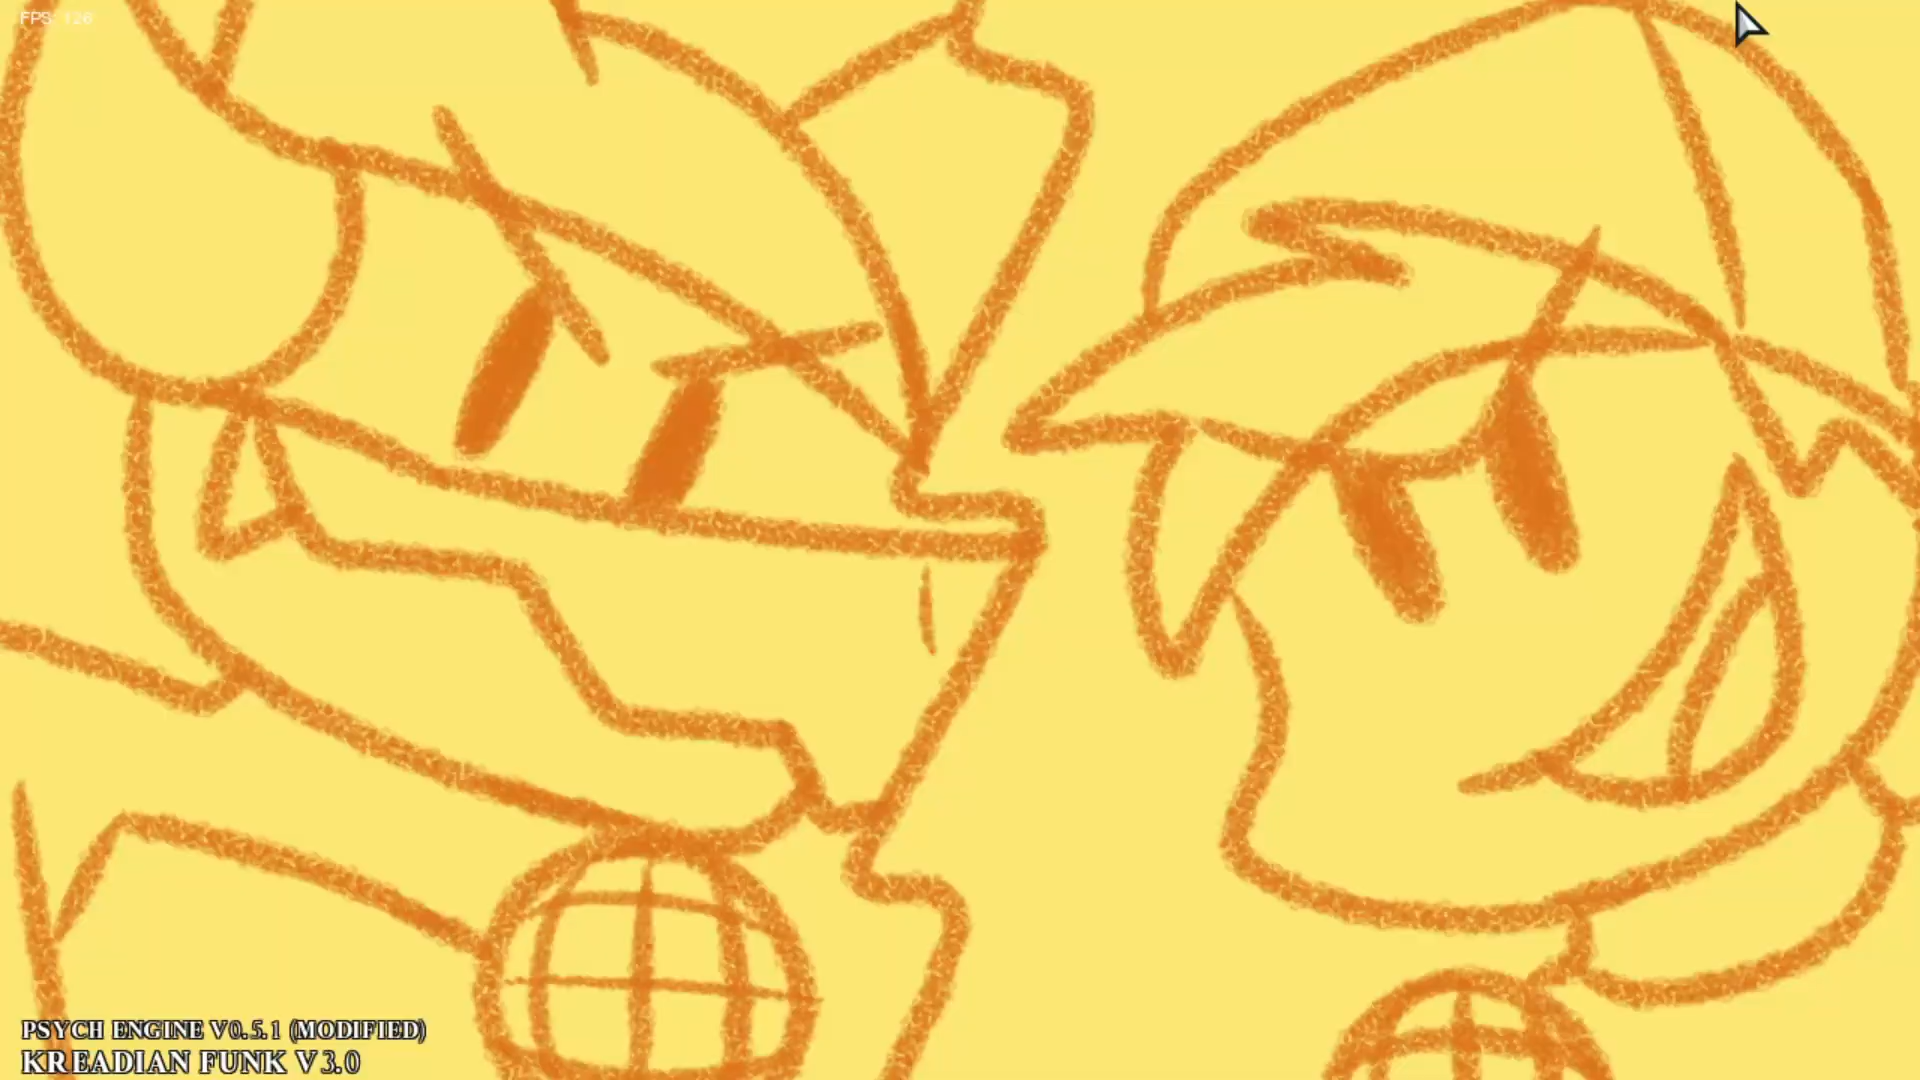 FPS: 126
PSYCH ENGINE V0.5.1 (MODIFIED)
KREADIAN FUNK V3.0